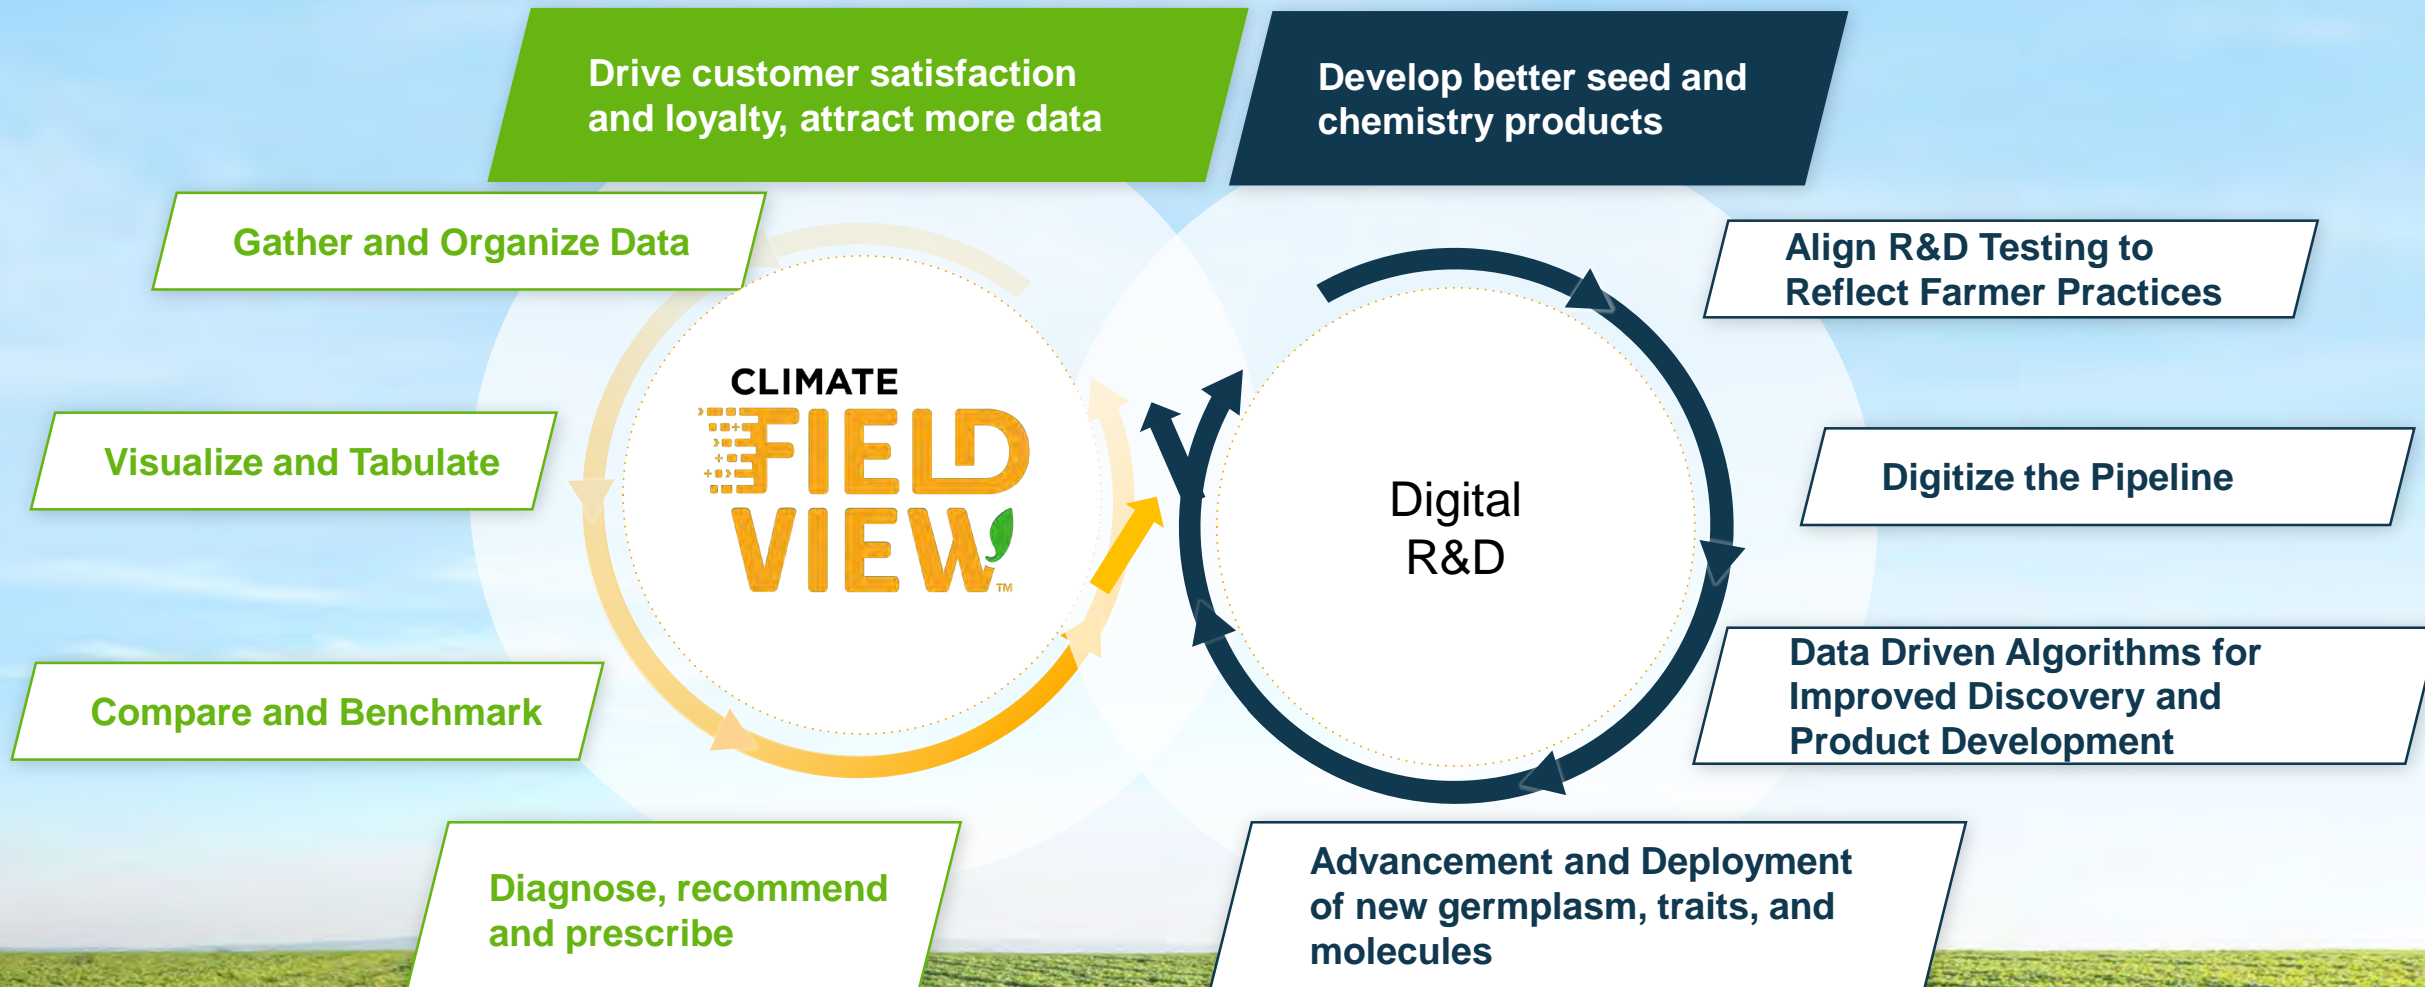 Drive customer satisfaction
and loyalty, attract more data
Develop better seed and
chemistry products
Gather and Organize Data
Visualize and Tabulate
Compare and Benchmark
Diagnose, recommend
and prescribe
CLIMATE
FIELD
VIEW™
Digital
R&D
Align R&D Testing to
Reflect Farmer Practices
Digitize the Pipeline
Data Driven Algorithms for
Improved Discovery and
Product Development
Advancement and Deployment
of new germplasm, traits, and
molecules